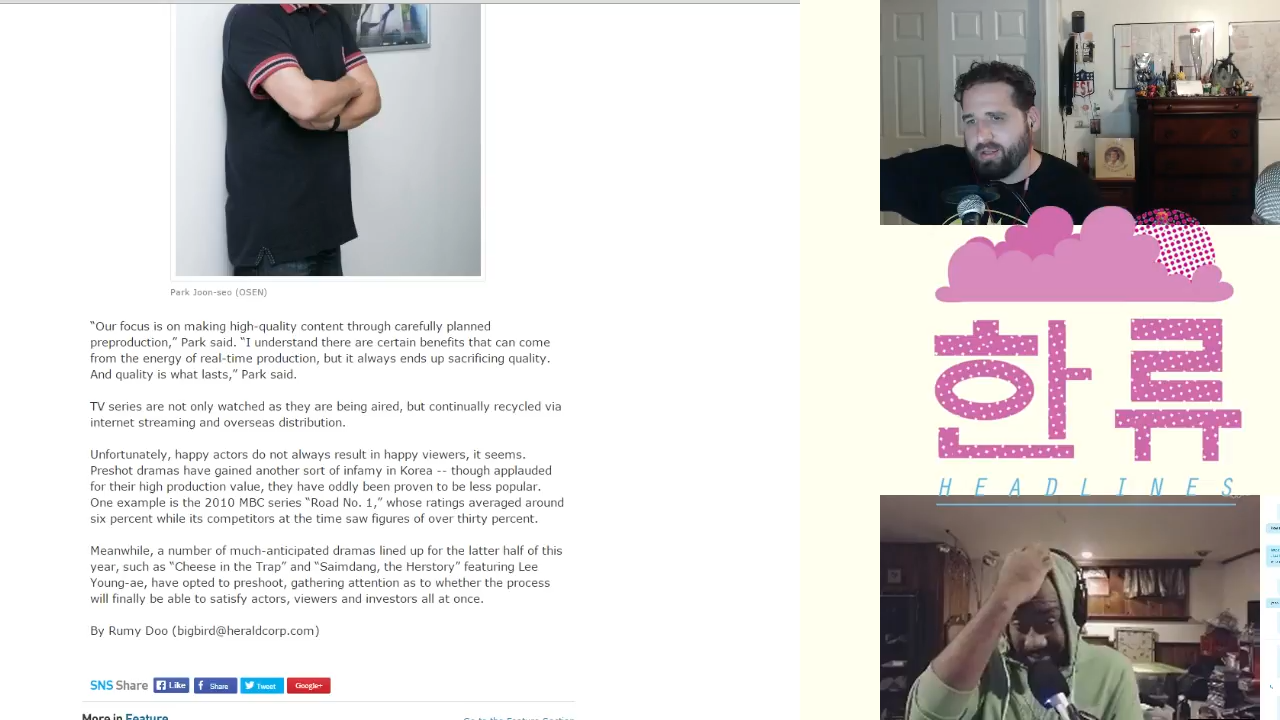 Park Joon-seo (OSEN)
“Our focus is on making high-quality content through carefully planned
preproduction,” Park said. “I understand there are certain benefits that can come
from the energy of real-time production, but it always ends up sacrificing quality.
And quality is what lasts,” Park said.
TV series are not only watched as they are being aired, but continually recycled via
internet streaming and overseas distribution.
Unfortunately, happy actors do not always result in happy viewers, it seems.
Preshot dramas have gained another sort of infamy in Korea -- though applauded
for their high production value, they have oddly been proven to be less popular.
One example is the 2010 MBC series “Road No. 1,” whose ratings averaged around
six percent while its competitors at the time saw figures of over thirty percent.
Meanwhile, a number of much-anticipated dramas lined up for the latter half of this
year, such as “Cheese in the Trap” and “Saimdang, the Herstory” featuring Lee
Young-ae, have opted to preshoot, gathering attention as to whether the process
will finally be able to satisfy actors, viewers and investors all at once.
By Rumy Doo (bigbird@heraldcorp.com)
SNS Share Like Share Tweet Google+
More in Feature Go to the Feature Section
NFL
한류
HEADLINES